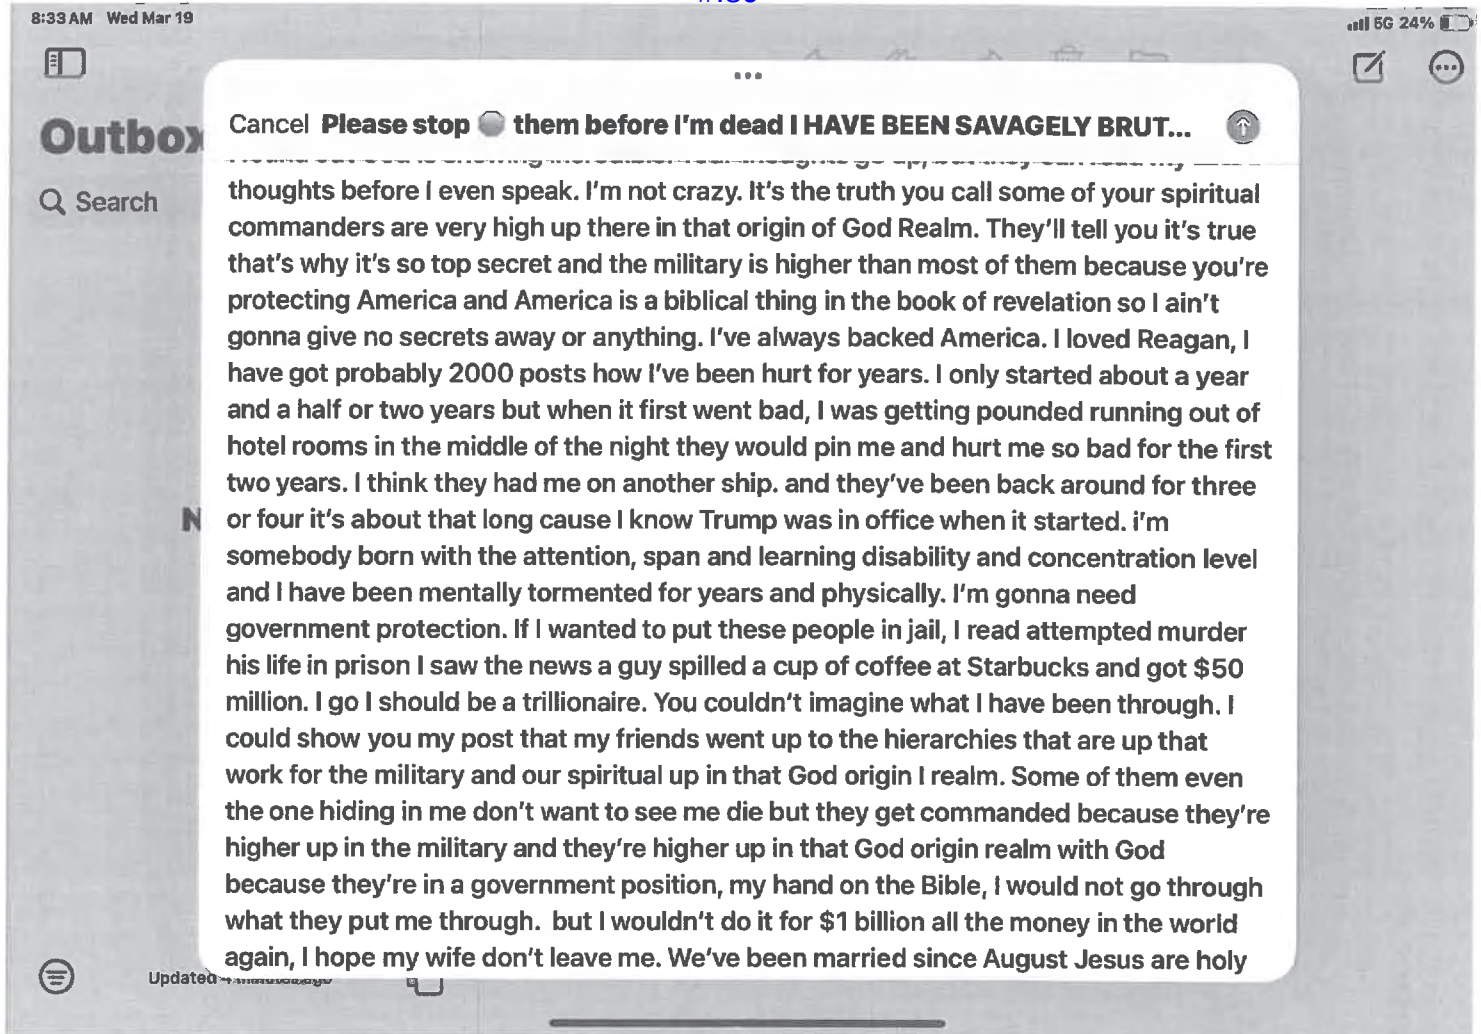 8:33 AM Wed Mar 19
5G 24%
Cancel Please stop 🛑 them before I'm dead I HAVE BEEN SAVAGELY BRUT...
Outbox
Search
thoughts before I even speak. I'm not crazy. It's the truth you call some of your spiritual
commanders are very high up there in that origin of God Realm. They'll tell you it's true
that's why it's so top secret and the military is higher than most of them because you're
protecting America and America is a biblical thing in the book of revelation so I ain't
gonna give no secrets away or anything. I've always backed America. I loved Reagan, I
have got probably 2000 posts how I've been hurt for years. I only started about a year
and a half or two years but when it first went bad, I was getting pounded running out of
hotel rooms in the middle of the night they would pin me and hurt me so bad for the first
two years. I think they had me on another ship. and they've been back around for three
N
or four it's about that long cause I know Trump was in office when it started. i'm
somebody born with the attention, span and learning disability and concentration level
and I have been mentally tormented for years and physically. I'm gonna need
government protection. If I wanted to put these people in jail, I read attempted murder
his life in prison I saw the news a guy spilled a cup of coffee at Starbucks and got $50
million. I go I should be a trillionaire. You couldn't imagine what I have been through. I
could show you my post that my friends went up to the hierarchies that are up that
work for the military and our spiritual up in that God origin I realm. Some of them even
the one hiding in me don't want to see me die but they get commanded because they're
higher up in the military and they're higher up in that God origin realm with God
because they're in a government position, my hand on the Bible, I would not go through
what they put me through. but I wouldn't do it for $1 billion all the money in the world
again, I hope my wife don't leave me. We've been married since August Jesus are holy
Updated